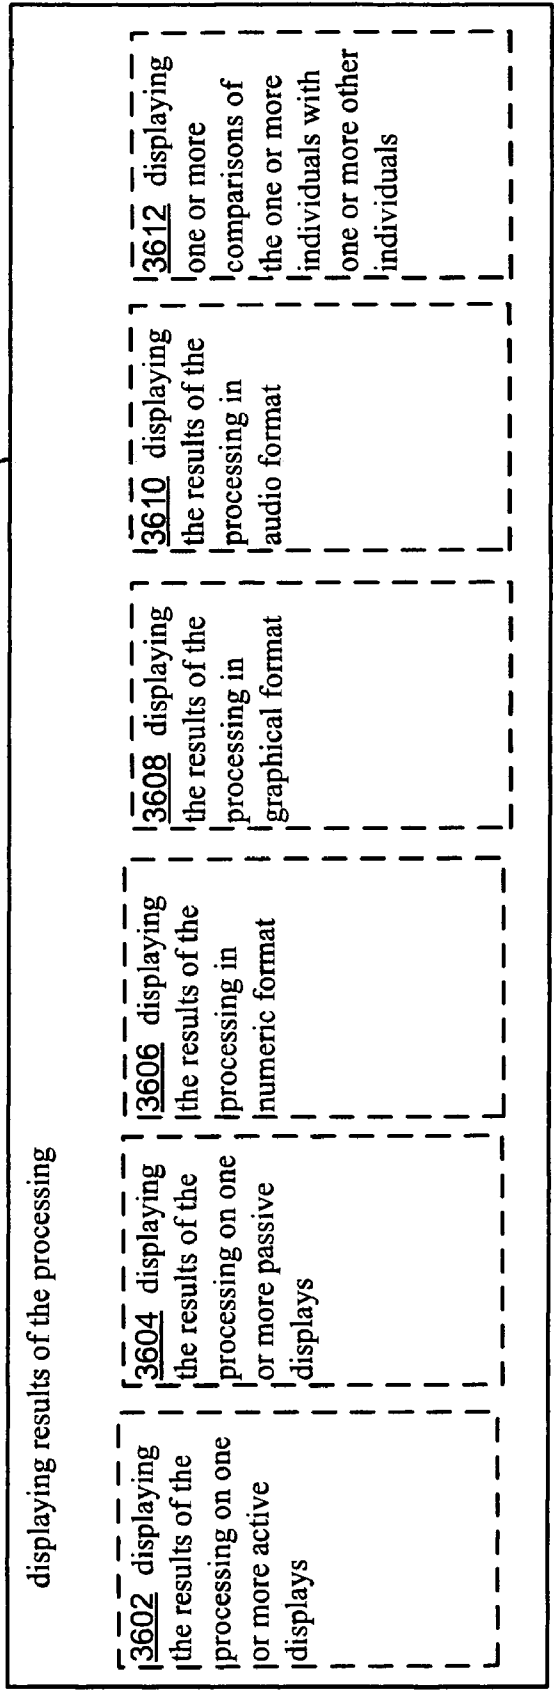 displaying results of the processing
3602 displaying
the results of the
processing on one
or more active
displays
3604 displaying
the results of the
processing on one
or more passive
displays
3606 displaying
the results of the
processing in
numeric format
3608 displaying
the results of the
processing in
graphical format
3610 displaying
the results of the
processing in
audio format
3612 displaying
one or more
comparisons of
the one or more
individuals with
one or more other
individuals